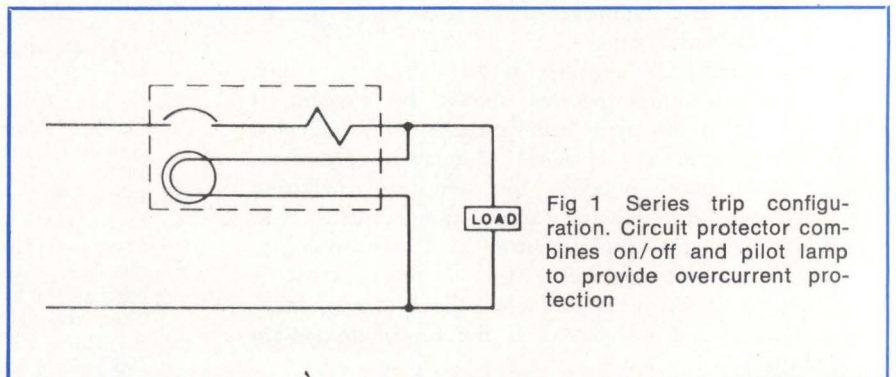 LOAD
Fig 1 Series trip configu-
ration. Circuit protector com-
bines on/off and pilot lamp
to provide overcurrent pro-
tection